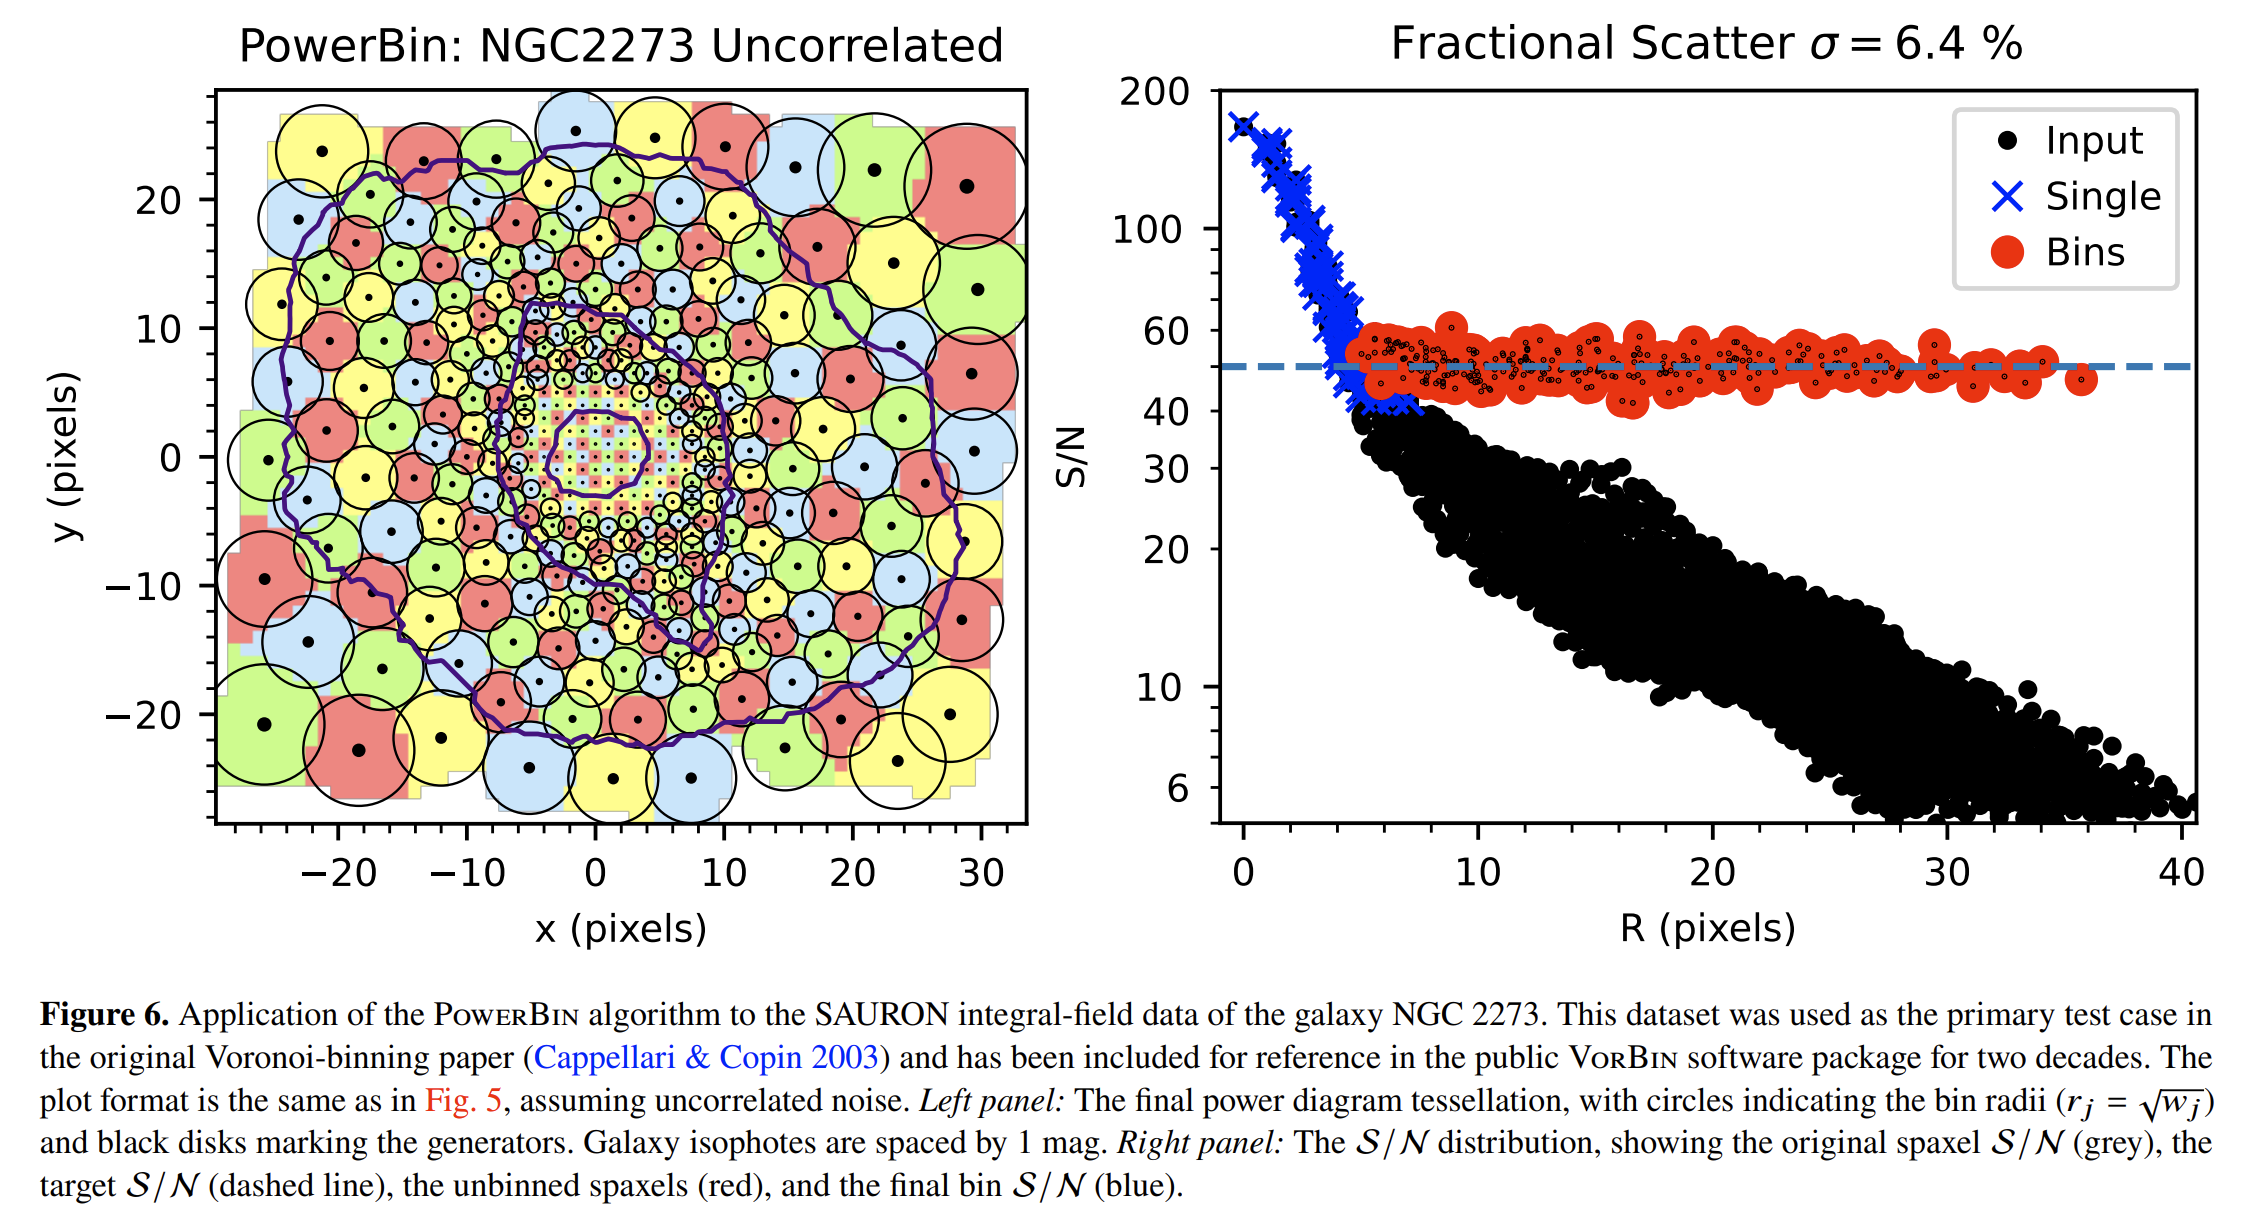 PowerBin: NGC2273 Uncorrelated
20
10
0
−10
−20
y (pixels)
−20 −10 0 10 20 30
x (pixels)
Fractional Scatter σ = 6.4 %
200
100
60
40
30
20
10
6
S/N
Input
Single
Bins
0 10 20 30 40
R (pixels)
Figure 6. Application of the PowerBin algorithm to the SAURON integral-field data of the galaxy NGC 2273. This dataset was used as the primary test case in
the original Voronoi-binning paper (Cappellari & Copin 2003) and has been included for reference in the public VorBin software package for two decades. The
plot format is the same as in Fig. 5, assuming uncorrelated noise. Left panel: The final power diagram tessellation, with circles indicating the bin radii (r_j = √w_j)
and black disks marking the generators. Galaxy isophotes are spaced by 1 mag. Right panel: The S/N distribution, showing the original spaxel S/N (grey), the
target S/N (dashed line), the unbinned spaxels (red), and the final bin S/N (blue).